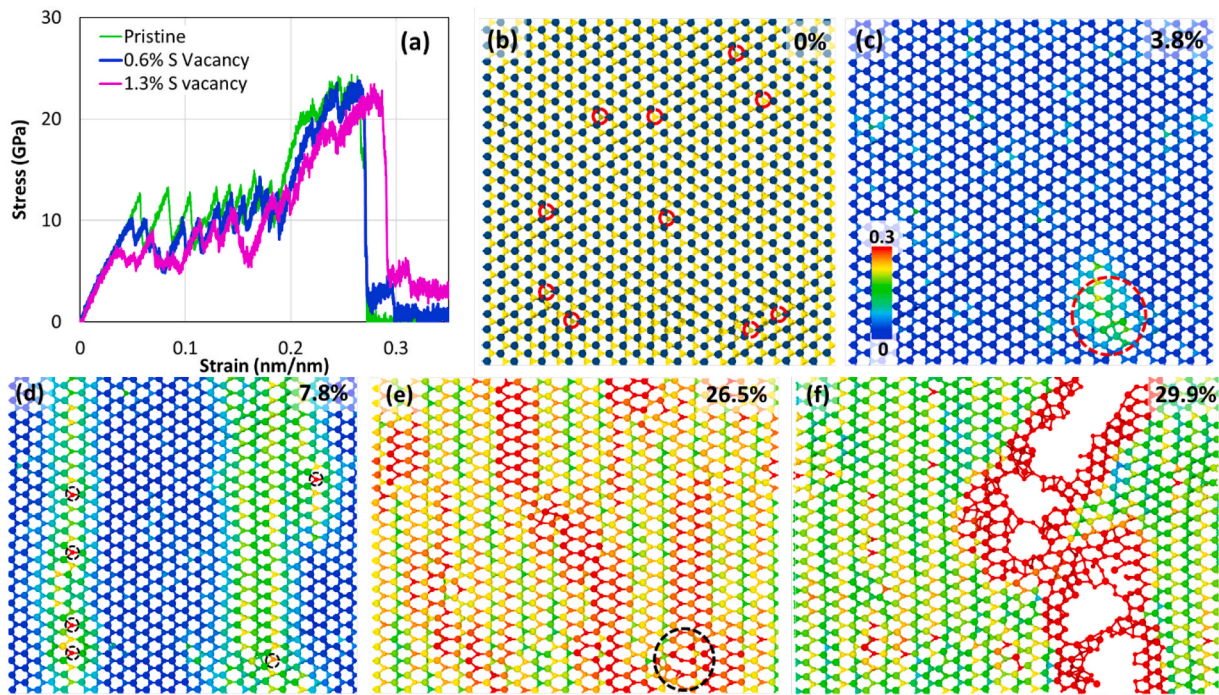 30
20
10
0
Stress (GPa)
Pristine
0.6% S Vacancy
1.3% S vacancy
(a)
0
0.1
0.2
0.3
Strain (nm/nm)
(b)
0%
(c)
3.8%
0.3
0
(d)
7.8%
(e)
26.5%
(f)
29.9%